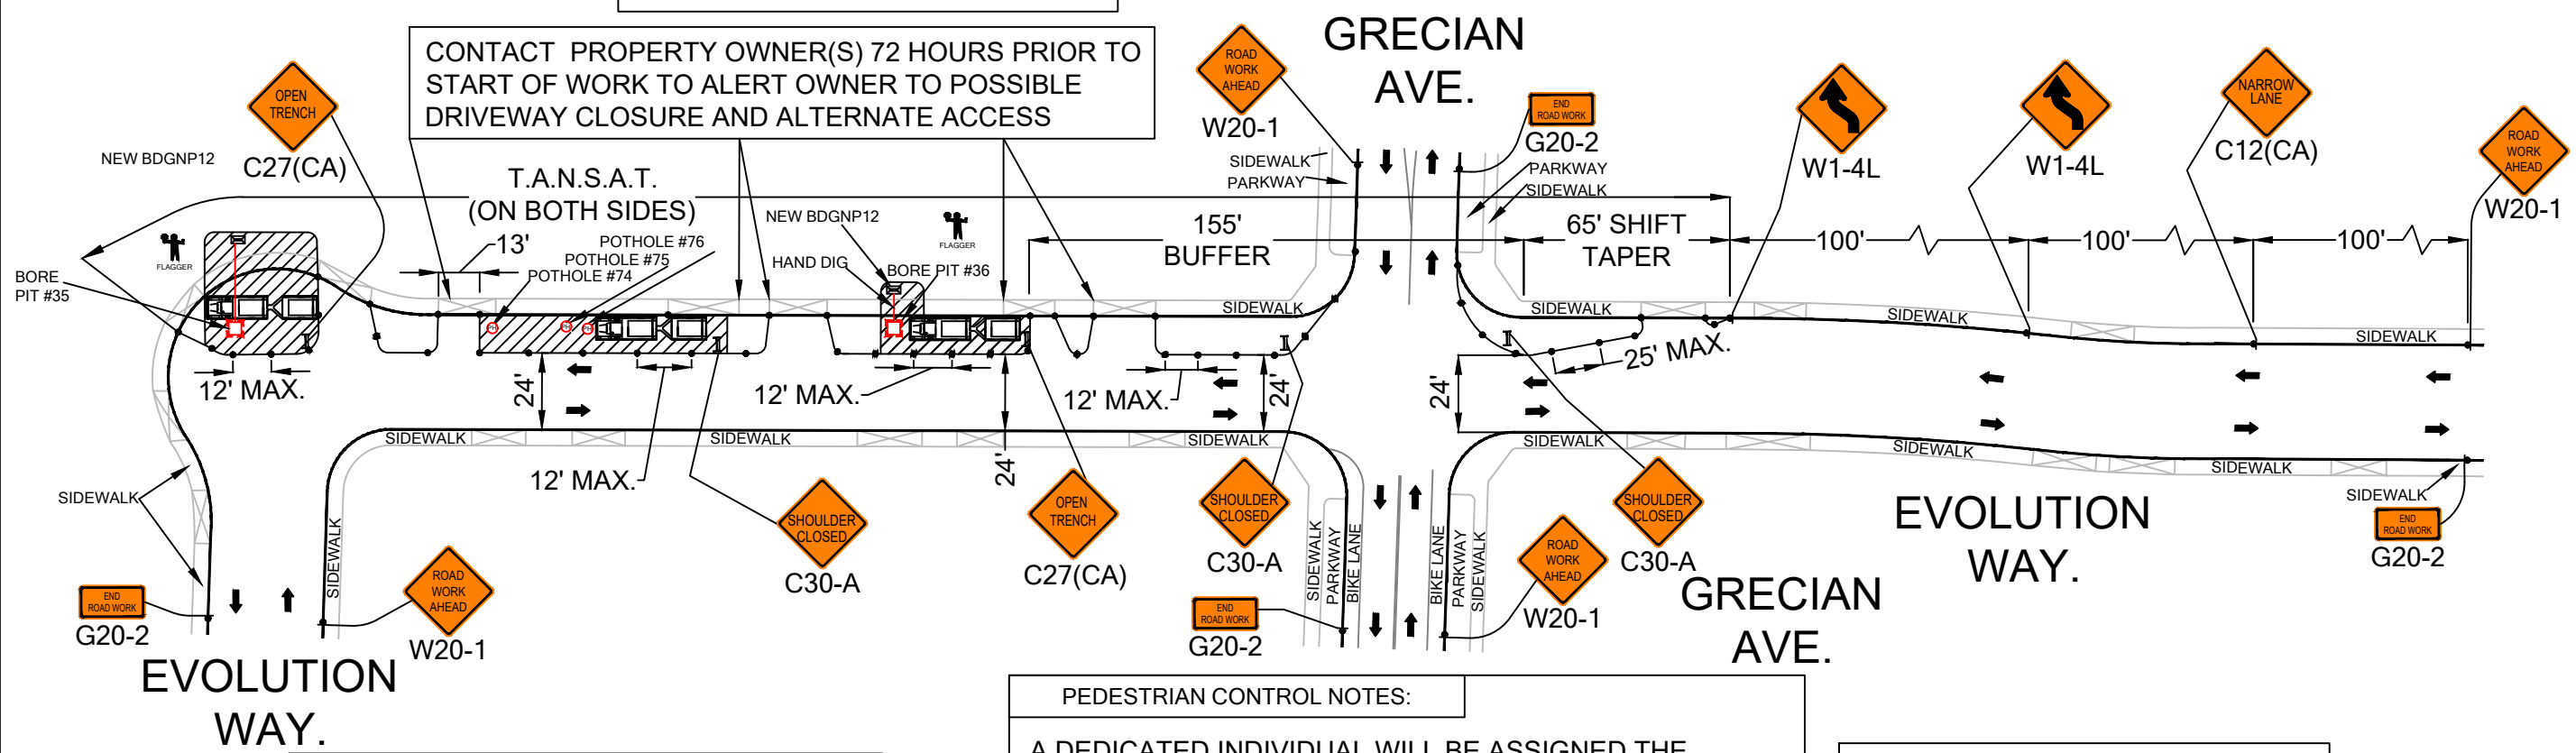 GRECIAN
AVE.
CONTACT PROPERTY OWNER(S) 72 HOURS PRIOR TO
START OF WORK TO ALERT OWNER TO POSSIBLE
DRIVEWAY CLOSURE AND ALTERNATE ACCESS
OPEN
TRENCH
C27(CA)
NEW BDGNP12
ROAD
WORK
AHEAD
W20-1
END
ROAD WORK
G20-2
W1-4L
W1-4L
NARROW
LANE
C12(CA)
ROAD
WORK
AHEAD
W20-1
SIDEWALK
PARKWAY
PARKWAY
SIDEWALK
T.A.N.S.A.T.
(ON BOTH SIDES)
NEW BDGNP12
FLAGGER
FLAGGER
13'
POTHOLE #76
POTHOLE #75
POTHOLE #74
HAND DIG
BORE PIT #36
155'
BUFFER
65' SHIFT
TAPER
100'
100'
100'
BORE
PIT #35
SIDEWALK
SIDEWALK
SIDEWALK
SIDEWALK
12' MAX.
24'
12' MAX.
12' MAX.
24'
24'
25' MAX.
SIDEWALK
SIDEWALK
SIDEWALK
SIDEWALK
SIDEWALK
SIDEWALK
12' MAX.
24'
SIDEWALK
SIDEWALK
SHOULDER
CLOSED
C30-A
OPEN
TRENCH
C27(CA)
SHOULDER
CLOSED
C30-A
SHOULDER
CLOSED
C30-A
SIDEWALK
PARKWAY
BIKE LANE
BIKE LANE
PARKWAY
SIDEWALK
ROAD
WORK
AHEAD
W20-1
EVOLUTION
WAY.
SIDEWALK
END
ROAD WORK
G20-2
END
ROAD WORK
G20-2
ROAD
WORK
AHEAD
W20-1
END
ROAD WORK
G20-2
GRECIAN
AVE.
EVOLUTION
WAY.
PEDESTRIAN CONTROL NOTES:
A DEDICATED INDIVIDUAL WILL BE ASSIGNED THE